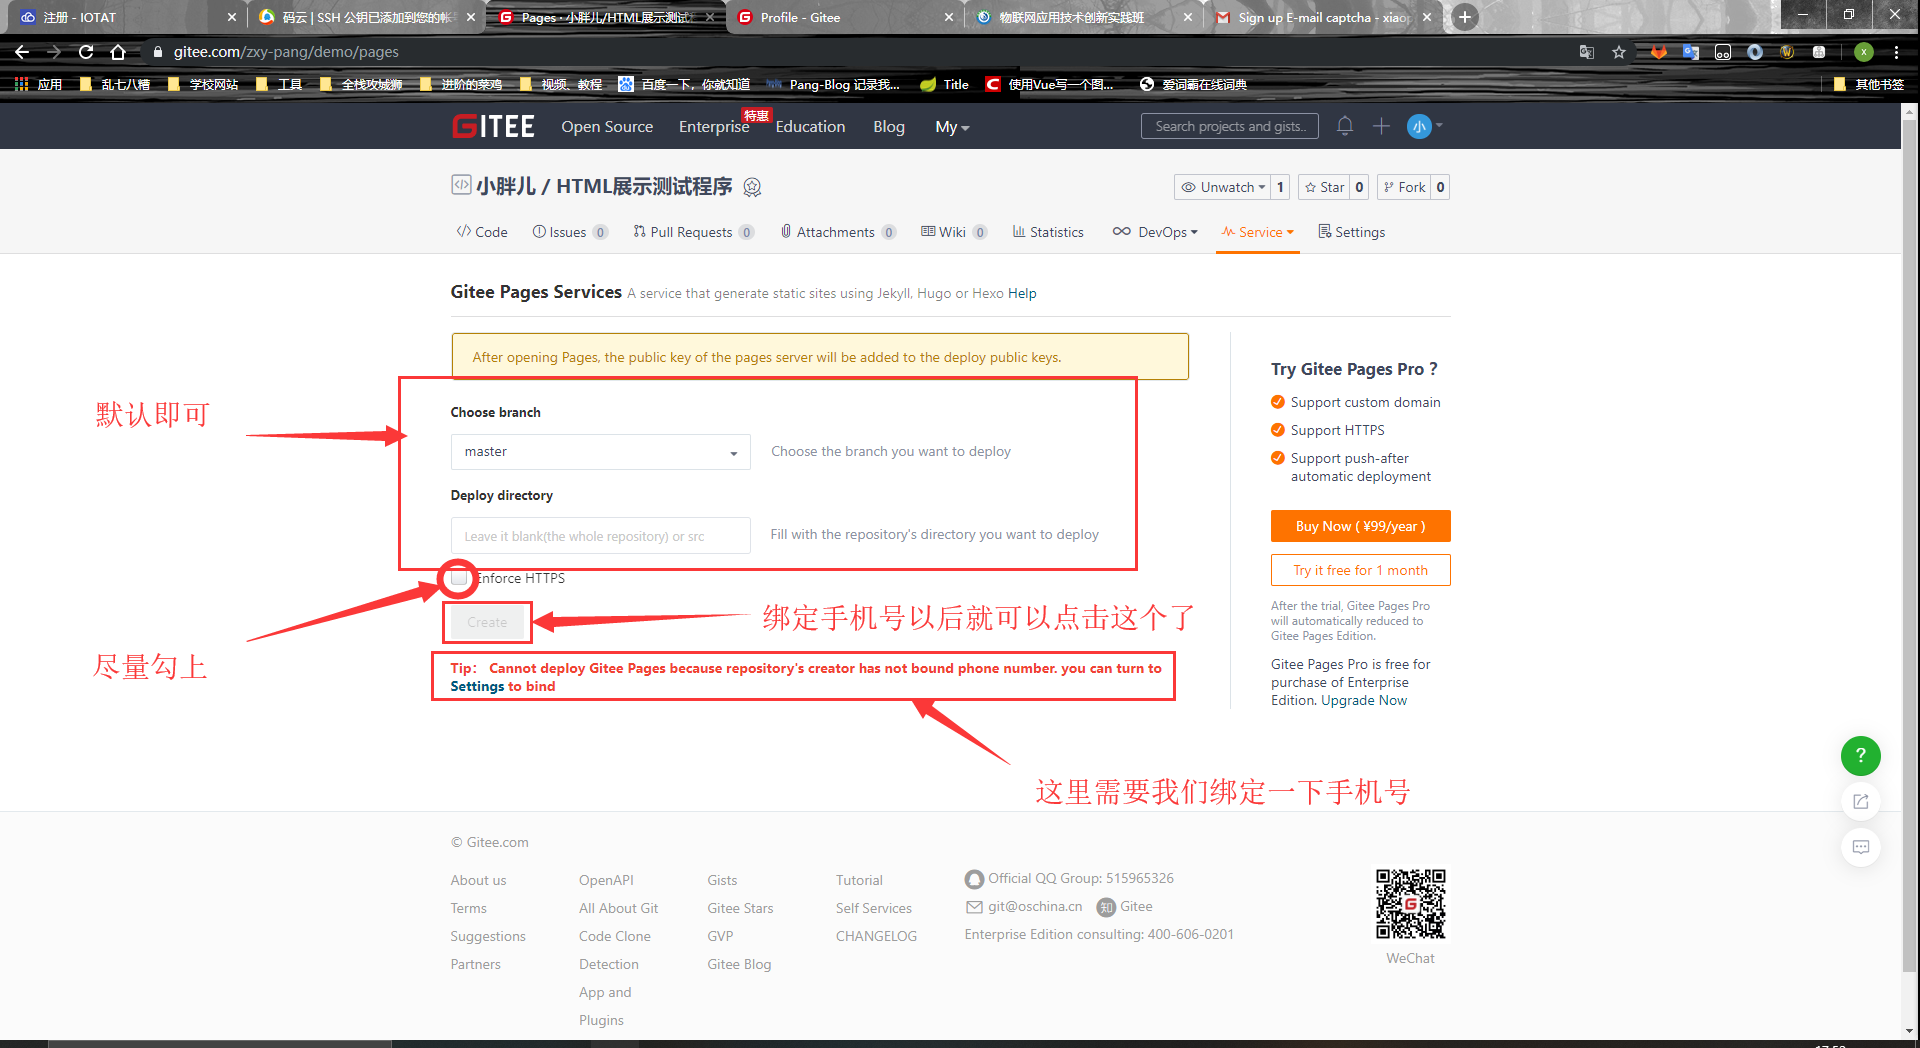 注册 - IOTAT
码云 | SSH 公钥已添加到您的帐
Pages · 小胖儿/HTML展示测试
Profile - Gitee
物联网应用技术创新实践班
Sign up E-mail captcha - xiaop
gitee.com/zxy-pang/demo/pages
应用
乱七八糟
学校网站
工具
全栈攻城狮
进阶的菜鸡
视频、教程
百度一下，你就知道
Pang-Blog 记录我...
Title
使用Vue写一个图...
爱词霸在线词典
其他书签
GITEE
Open Source
Enterprise
特惠
Education
Blog
My
Search projects and gists..
小
小胖儿 / HTML展示测试程序
Unwatch 1
Star 0
Fork 0
Code
Issues 0
Pull Requests 0
Attachments 0
Wiki 0
Statistics
DevOps
Service
Settings
Gitee Pages Services A service that generate static sites using Jekyll, Hugo or Hexo Help
After opening Pages, the public key of the pages server will be added to the deploy public keys.
默认即可
Choose branch
master
Choose the branch you want to deploy
Deploy directory
Leave it blank(the whole repository) or src
Fill with the repository's directory you want to deploy
Enforce HTTPS
尽量勾上
Create
绑定手机号以后就可以点击这个了
Tip: Cannot deploy Gitee Pages because repository's creator has not bound phone number. you can turn to
Settings to bind
这里需要我们绑定一下手机号
Try Gitee Pages Pro ?
Support custom domain
Support HTTPS
Support push-after
automatic deployment
Buy Now ( ¥99/year )
Try it free for 1 month
After the trial, Gitee Pages Pro
will automatically reduced to
Gitee Pages Edition.
Gitee Pages Pro is free for
purchase of Enterprise
Edition. Upgrade Now
?
© Gitee.com
About us
Terms
Suggestions
Partners
OpenAPI
All About Git
Code Clone
Detection
App and
Plugins
Gists
Gitee Stars
GVP
Gitee Blog
Tutorial
Self Services
CHANGELOG
Official QQ Group: 515965326
git@oschina.cn
知 Gitee
Enterprise Edition consulting: 400-606-0201
WeChat